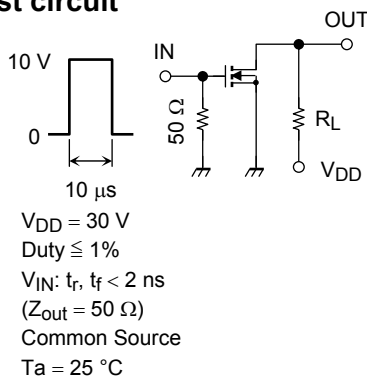 st circuit
OUT
IN
10 V
50 Ω
RL
0
VDD
10 μs
VDD = 30 V
Duty ≦ 1%
VIN: tr, tf < 2 ns
(Zout = 50 Ω)
Common Source
Ta = 25 °C